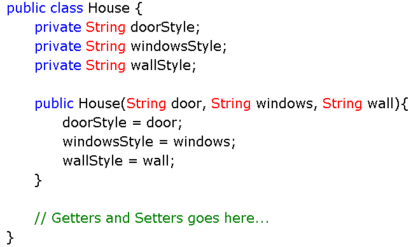 public class House {
    private String doorStyle;
    private String windowsStyle;
    private String wallStyle;

    public House(String door, String windows, String wall){
        doorStyle = door;
        windowsStyle = windows;
        wallStyle = wall;
    }

    // Getters and Setters goes here...
}